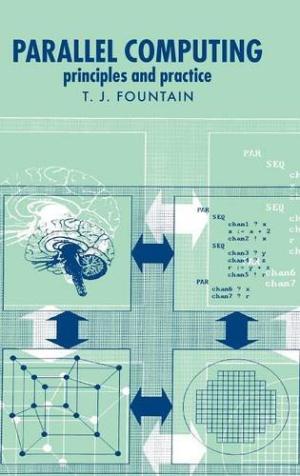 PARALLEL COMPUTING
principles and practice
T. J. FOUNTAIN
PAR
SEQ
PAR
SEQ
chan1 ? x
a := a + 2
chan2 ! x
SEQ
chan3 ? y
chan4
chan5 ! r
PAR
chan6 ? x
chan7 ? r
chan6
chan7